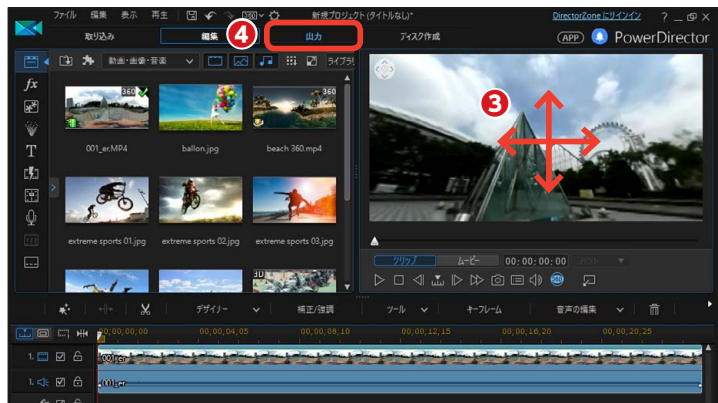 ファイル 編集 表示 再生 360 新規プロジェクト (タイトルなし)* DirectorZone にサインイン ? _
取り込み 編集 4 出力 ディスク作成 APP PowerDirector
動画・画像・音楽 ライブラ
fx
T
360
360
001_er.MP4 ballon.jpg beach 360.mp4
extreme sports 01.jpg extreme sports 02.jpg extreme sports 03.jpg
3D
3
クリップ ムービー 00;00;00;00
デザイナー 補正/強調 ツール キーフレーム 音声の編集
00;00;00;00 00;00;04;05 00;00;08;10 00;00;12;15 00;00;16;20 00;00;20;25
1. 001_er
1. 001_er